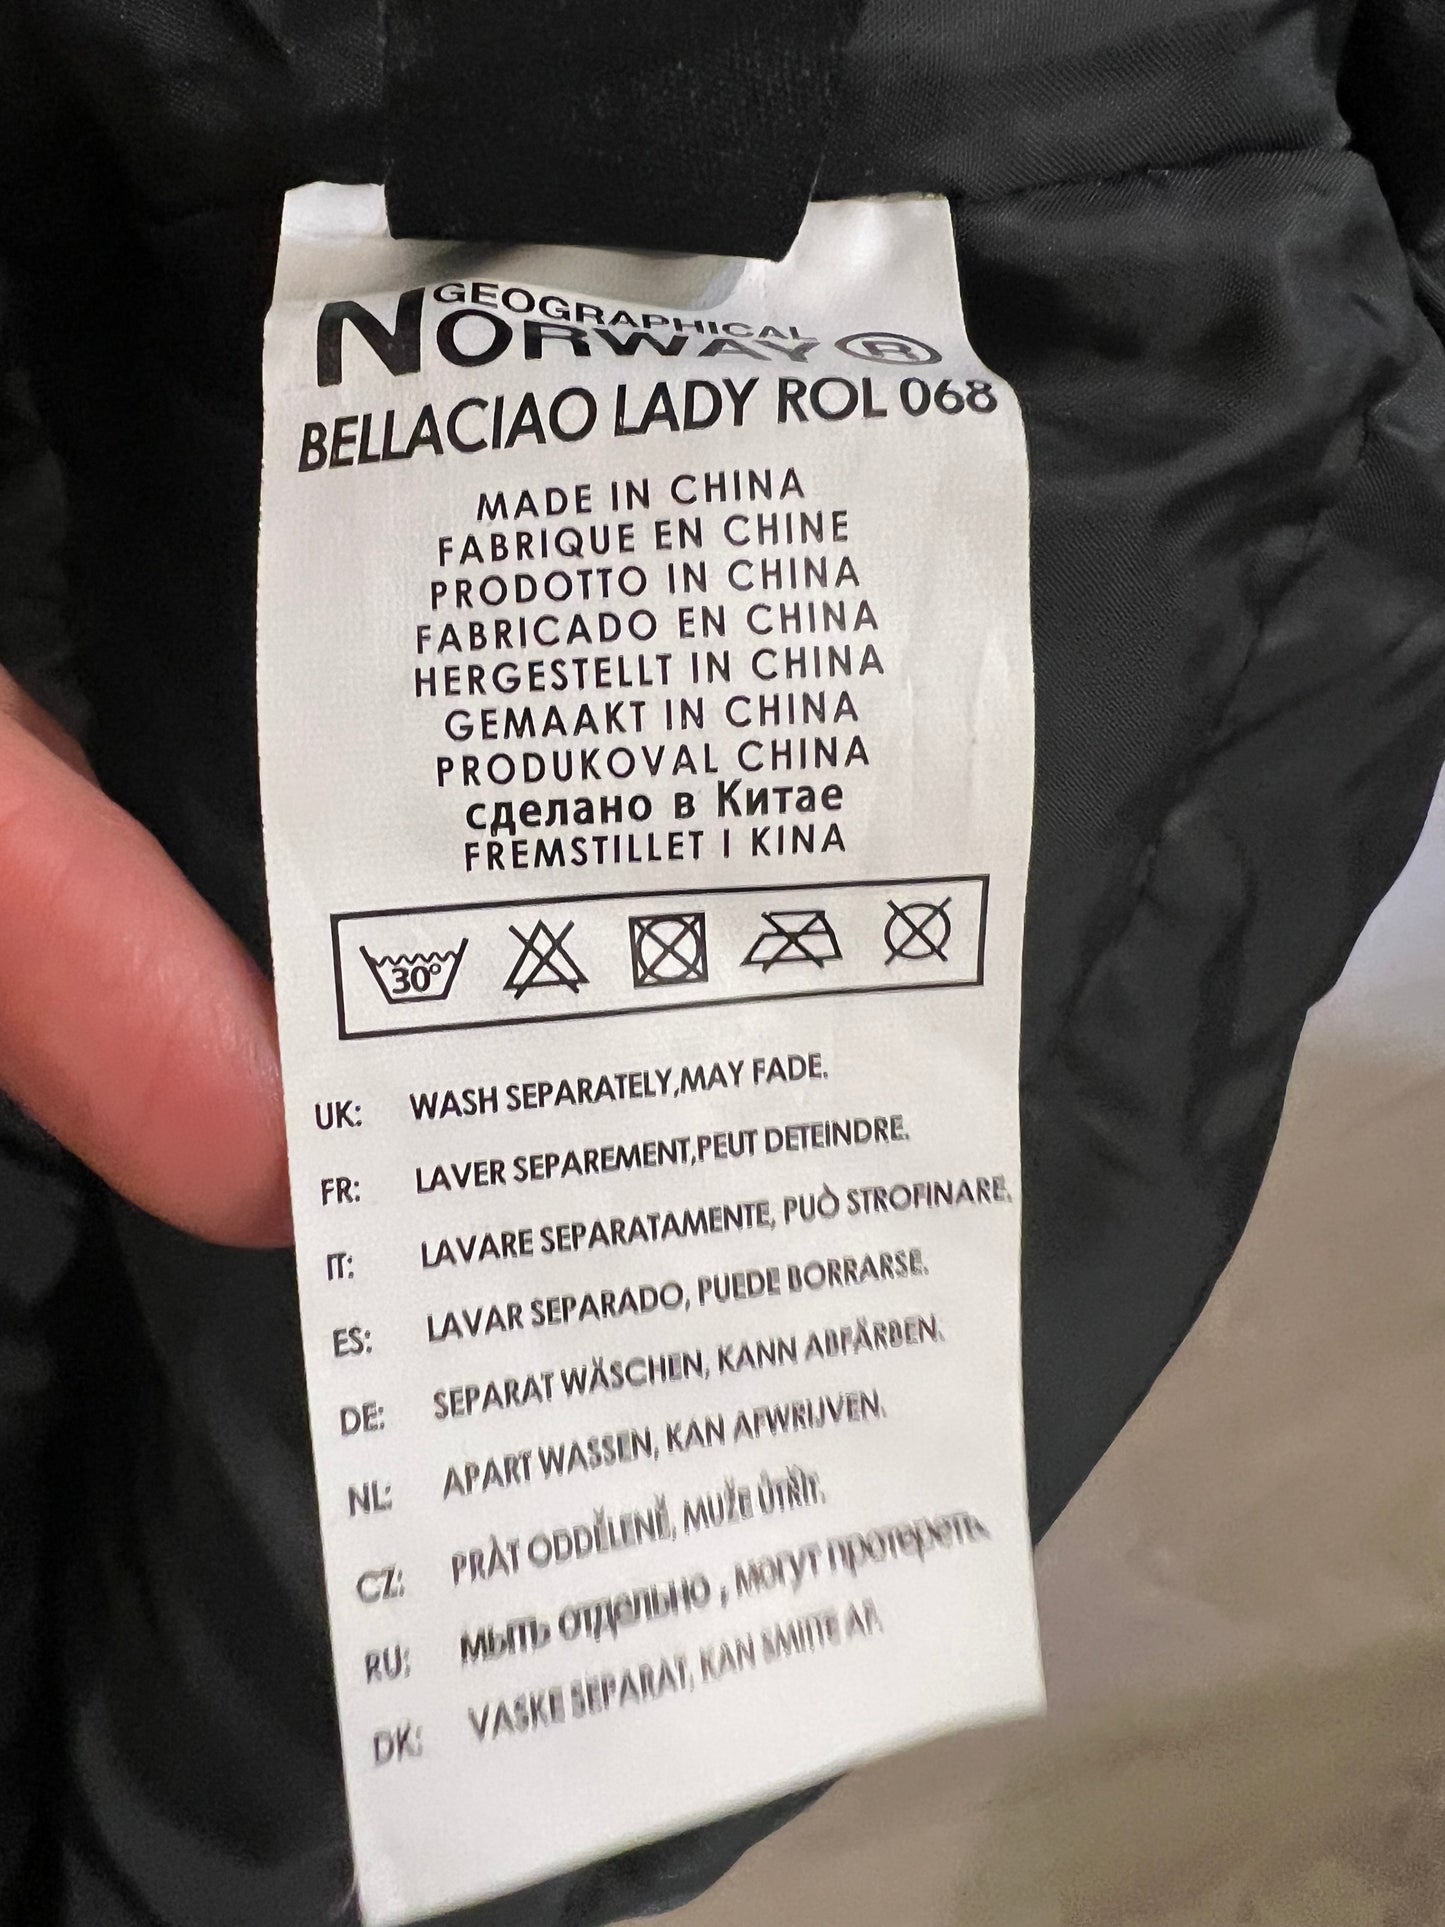 GEOGRAPHICAL
NORWAY ®
BELLACIAO LADY ROL 068
MADE IN CHINA
FABRIQUE EN CHINE
PRODOTTO IN CHINA
FABRICADO EN CHINA
HERGESTELLT IN CHINA
GEMAAKT IN CHINA
PRODUKOVAL CHINA
сделано в Китае
FREMSTILLET I KINA
30°
UK: WASH SEPARATELY,MAY FADE.
FR: LAVER SEPAREMENT,PEUT DETEINDRE.
IT: LAVARE SEPARATAMENTE, PUÒ STROFINARE.
ES: LAVAR SEPARADO, PUEDE BORRARSE.
DE: SEPARAT WÄSCHEN, KANN ABFÄRBEN.
NL: APART WASSEN, KAN AFWRIJVEN.
CZ: PRÀT ODDĚLENĚ, MUŽE ÚTŘÍT.
RU: мыть отдельно , могут протереть
DK: VASKE SEPARAT, KAN SMITTE AF.